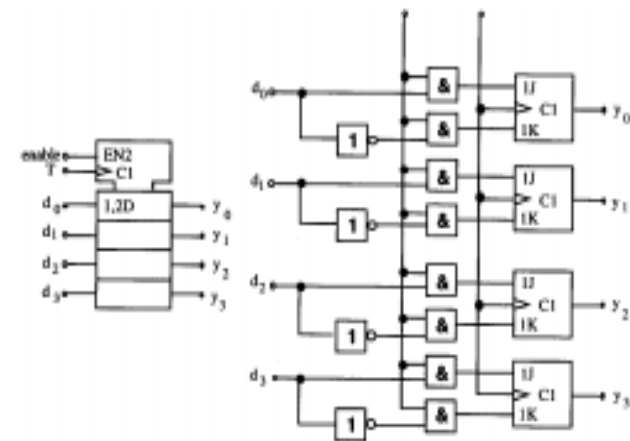 enable EN2
T C1
d0 1,2D y0
d1 y1
d2 y2
d3 y3
& 1J
d0 C1 y0
& 1K
1
& 1J
d1 C1 y1
& 1K
1
& 1J
d2 C1 y2
& 1K
1
& 1J
d3 C1 y3
& 1K
1